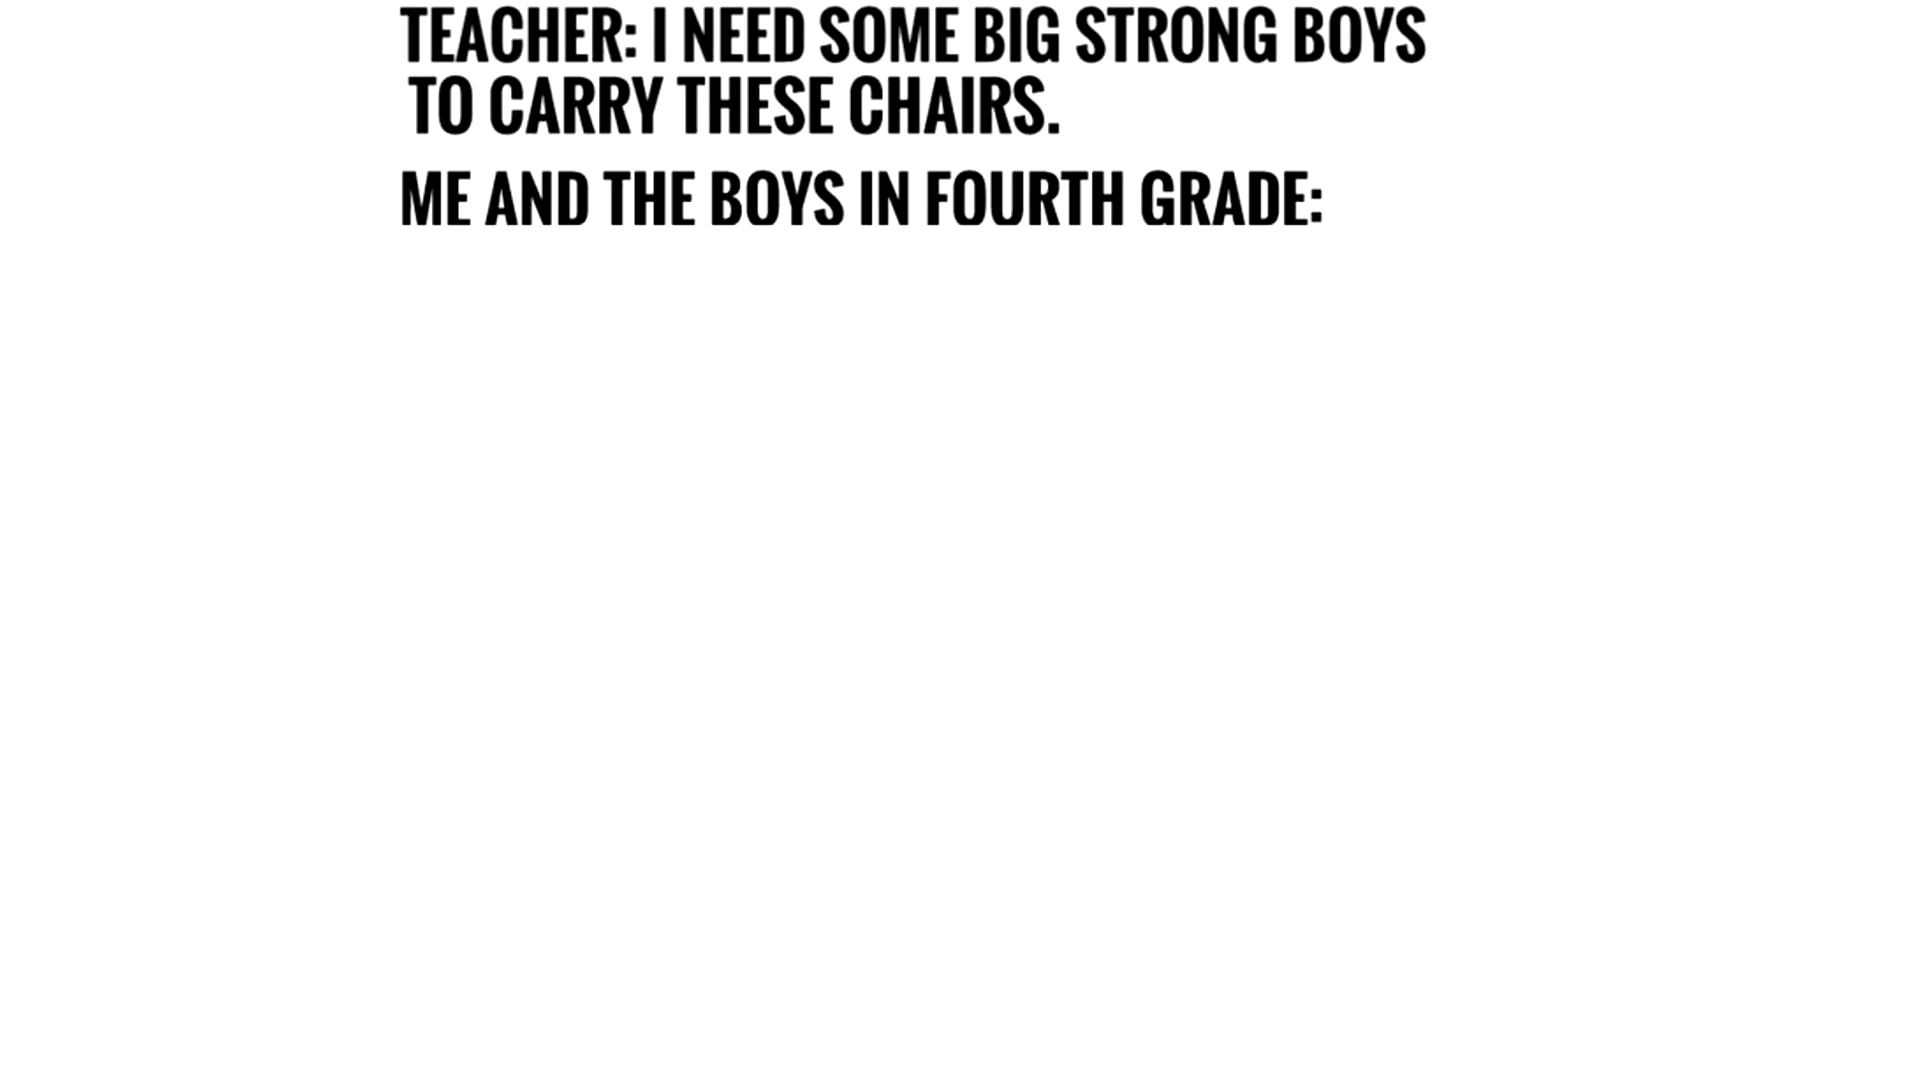 TEACHER: I NEED SOME BIG STRONG BOYS
TO CARRY THESE CHAIRS.
ME AND THE BOYS IN FOURTH GRADE: